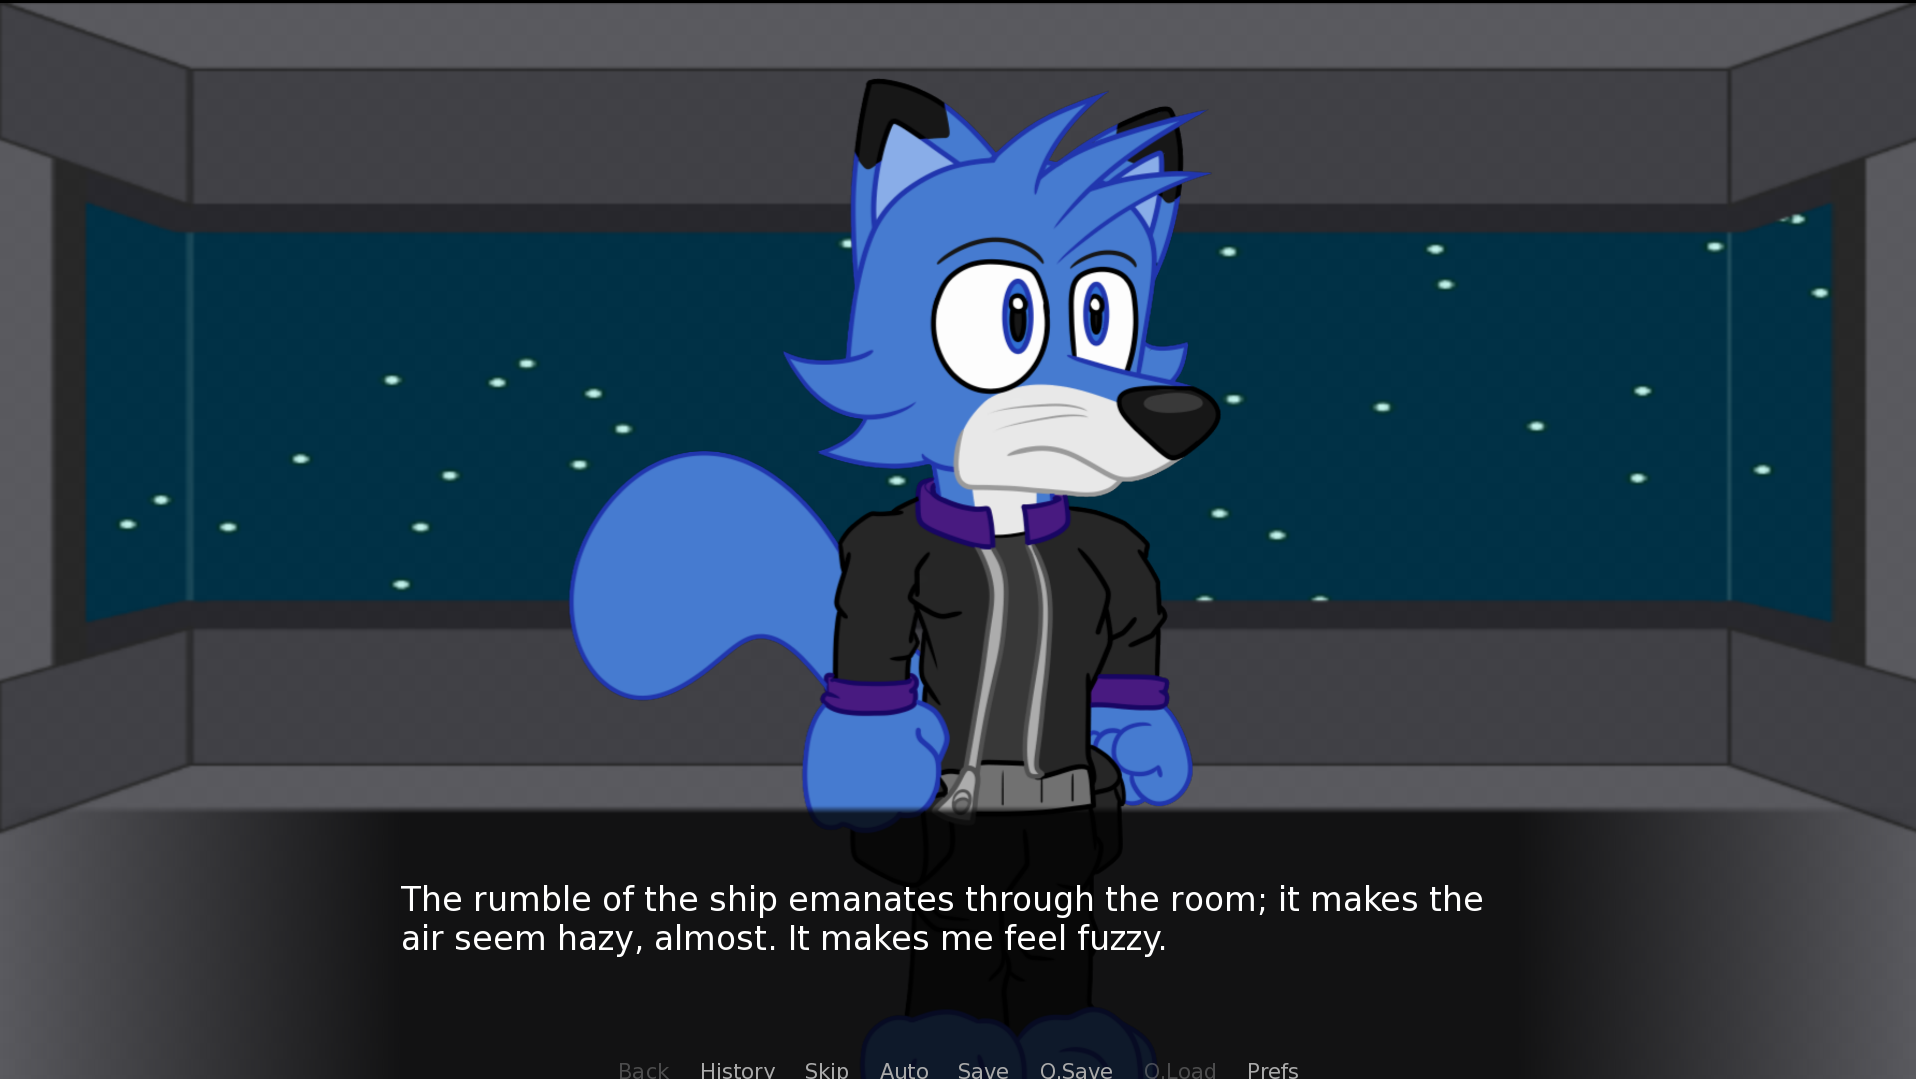 The rumble of the ship emanates through the room; it makes the
air seem hazy, almost. It makes me feel fuzzy.
Back History Skip Auto Save Q.Save Q.Load Prefs